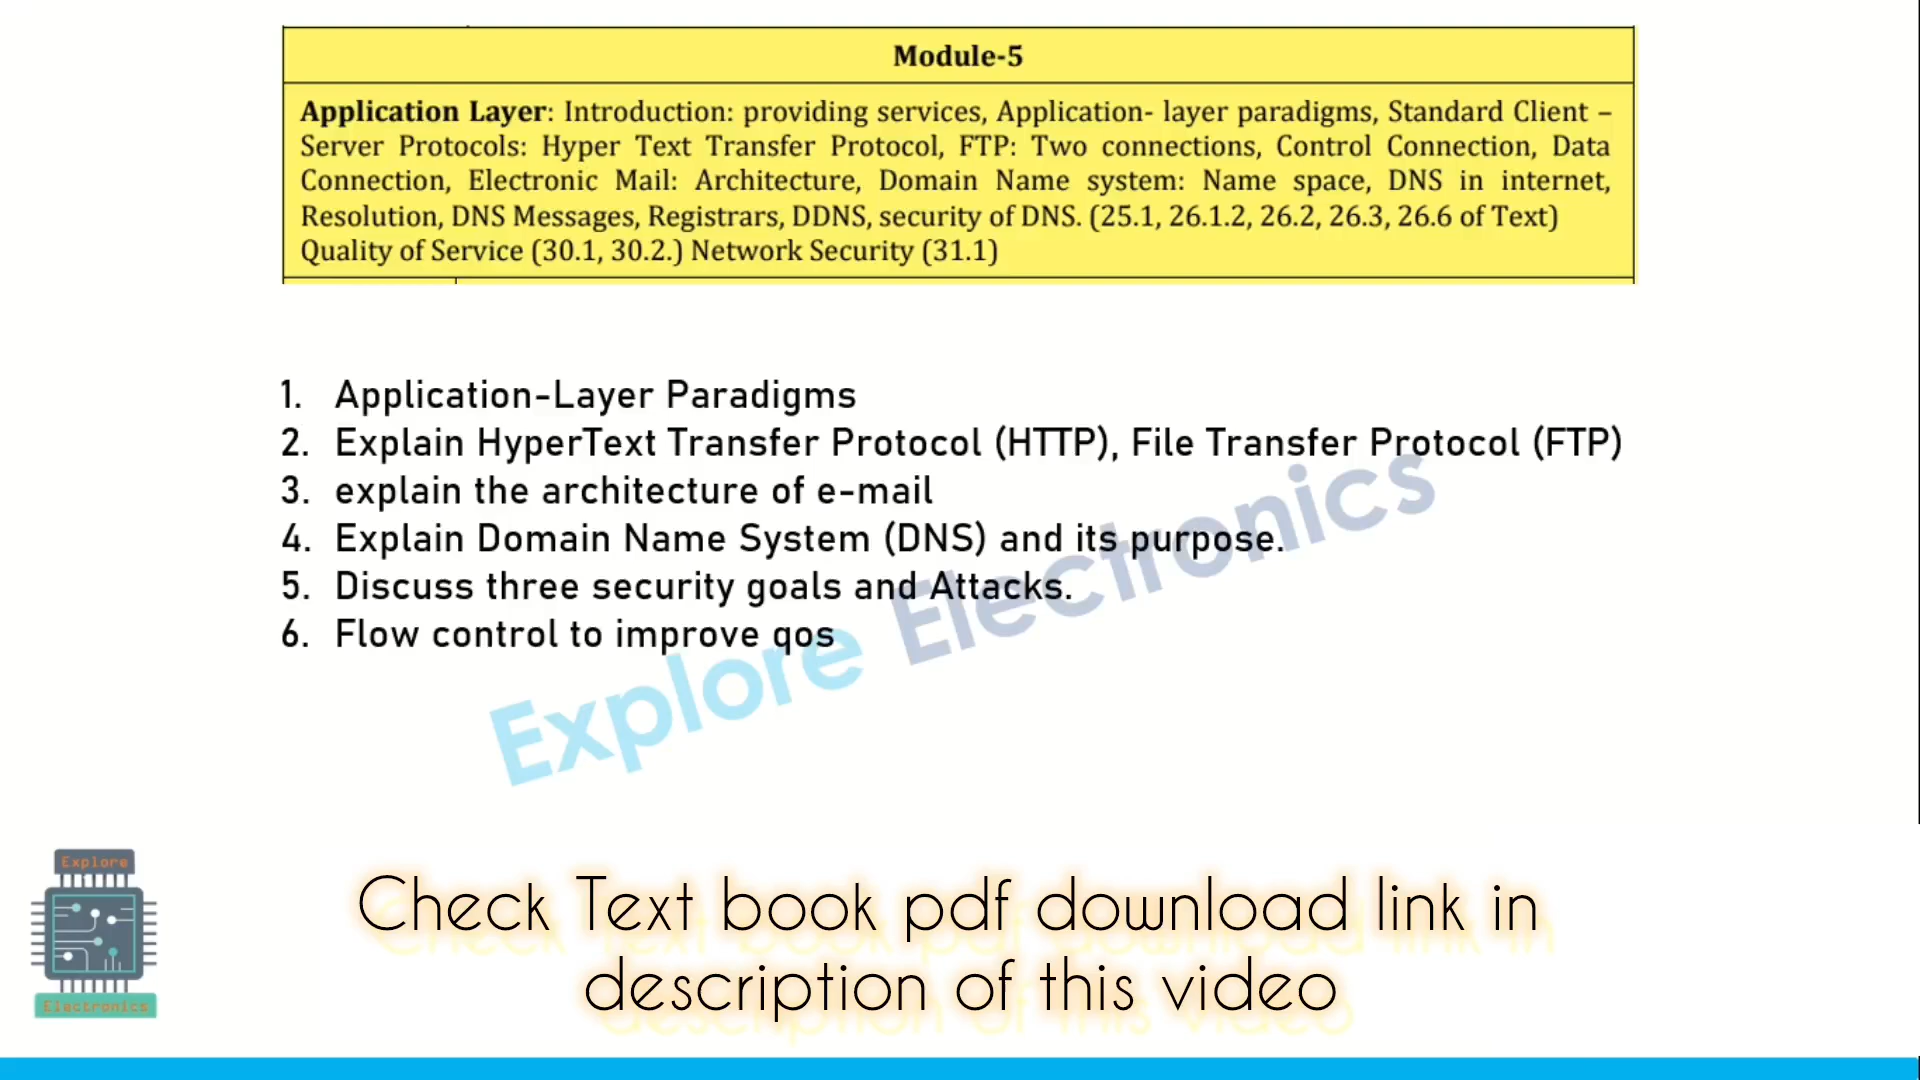 Module-5
Application Layer: Introduction: providing services, Application- layer paradigms, Standard Client –
Server Protocols: Hyper Text Transfer Protocol, FTP: Two connections, Control Connection, Data
Connection, Electronic Mail: Architecture, Domain Name system: Name space, DNS in internet,
Resolution, DNS Messages, Registrars, DDNS, security of DNS. (25.1, 26.1.2, 26.2, 26.3, 26.6 of Text)
Quality of Service (30.1, 30.2.) Network Security (31.1)
1. Application-Layer Paradigms
2. Explain HyperText Transfer Protocol (HTTP), File Transfer Protocol (FTP)
3. explain the architecture of e-mail
4. Explain Domain Name System (DNS) and its purpose.
5. Discuss three security goals and Attacks.
6. Flow control to improve qos
Explore Electronics
Explore
Electronics
Check Text book pdf download link in
description of this video